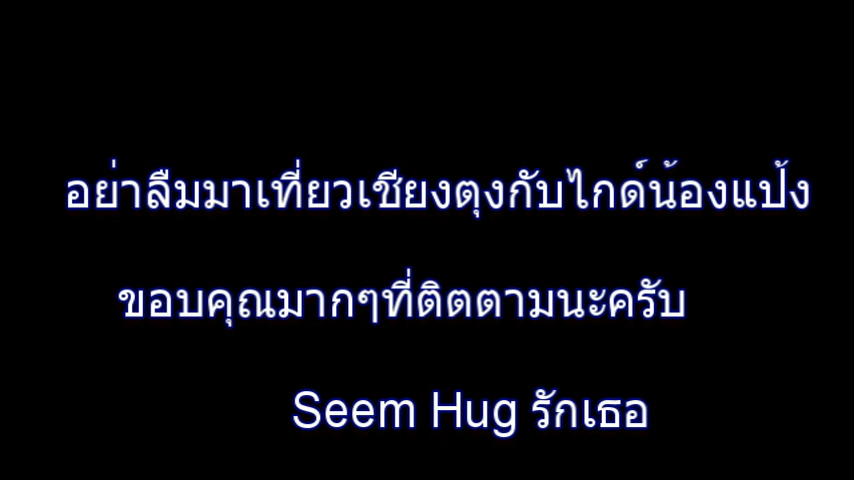 อย่าลืมมาเที่ยวเชียงตุงกับไกด์น้องแป้ง
ขอบคุณมากๆที่ติตตามนะครับ
Seem Hug รักเธอ